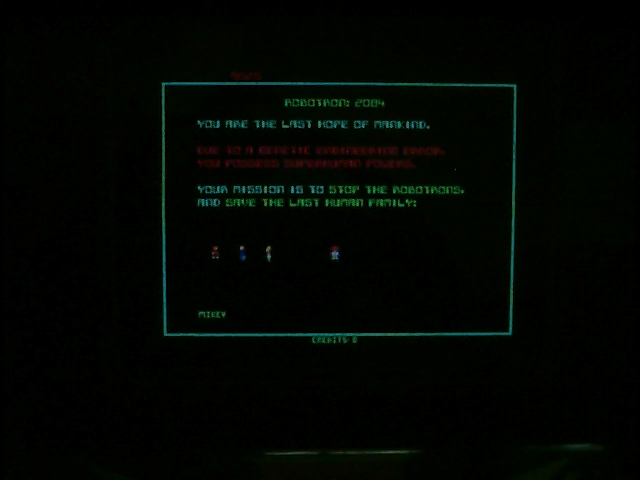 ROBOTRON: 2084
YOU ARE THE LAST HOPE OF MANKIND.
DUE TO A GENETIC ENGINEERING ERROR,
YOU POSSESS SUPERHUMAN POWERS.
YOUR MISSION IS TO STOP THE ROBOTRONS,
AND SAVE THE LAST HUMAN FAMILY:
MIKEY
CREDITS 0